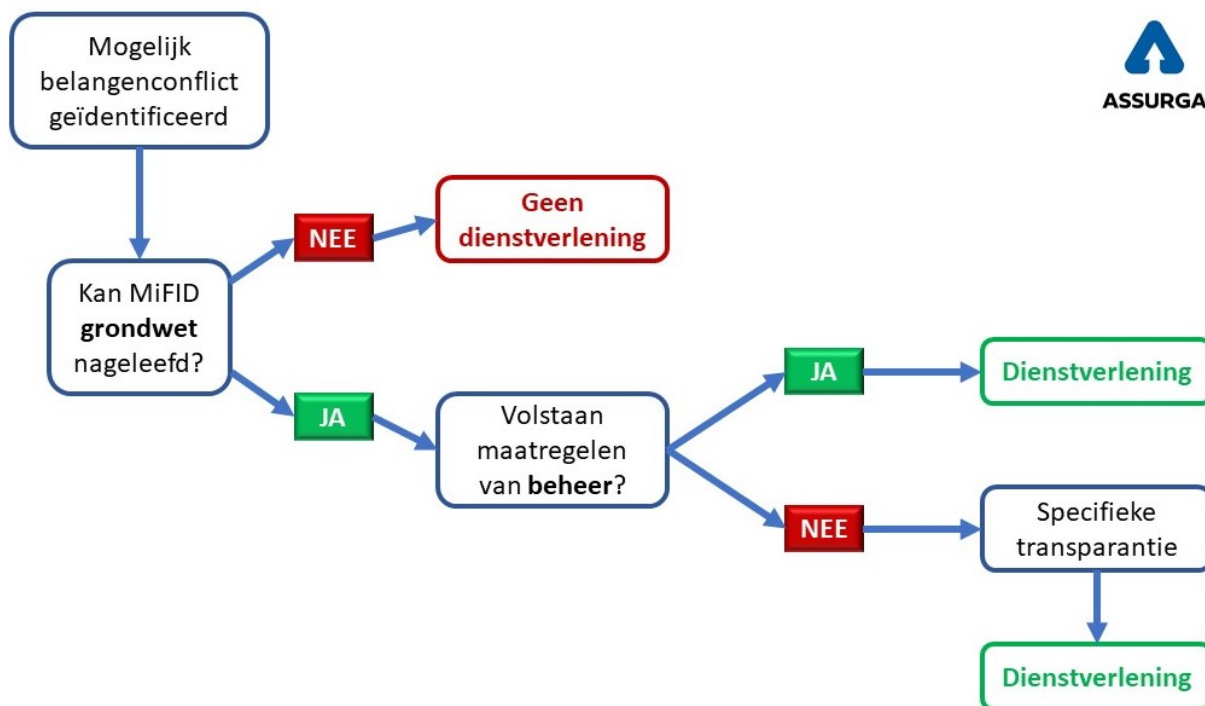 Mogelijk
belangenconflict
geïdentificeerd
ASSURGA
NEE
Geen
dienstverlening
Kan MiFID
grondwet
nageleefd?
JA
Volstaan
maatregelen
van beheer?
JA
Dienstverlening
NEE
Specifieke
transparantie
Dienstverlening